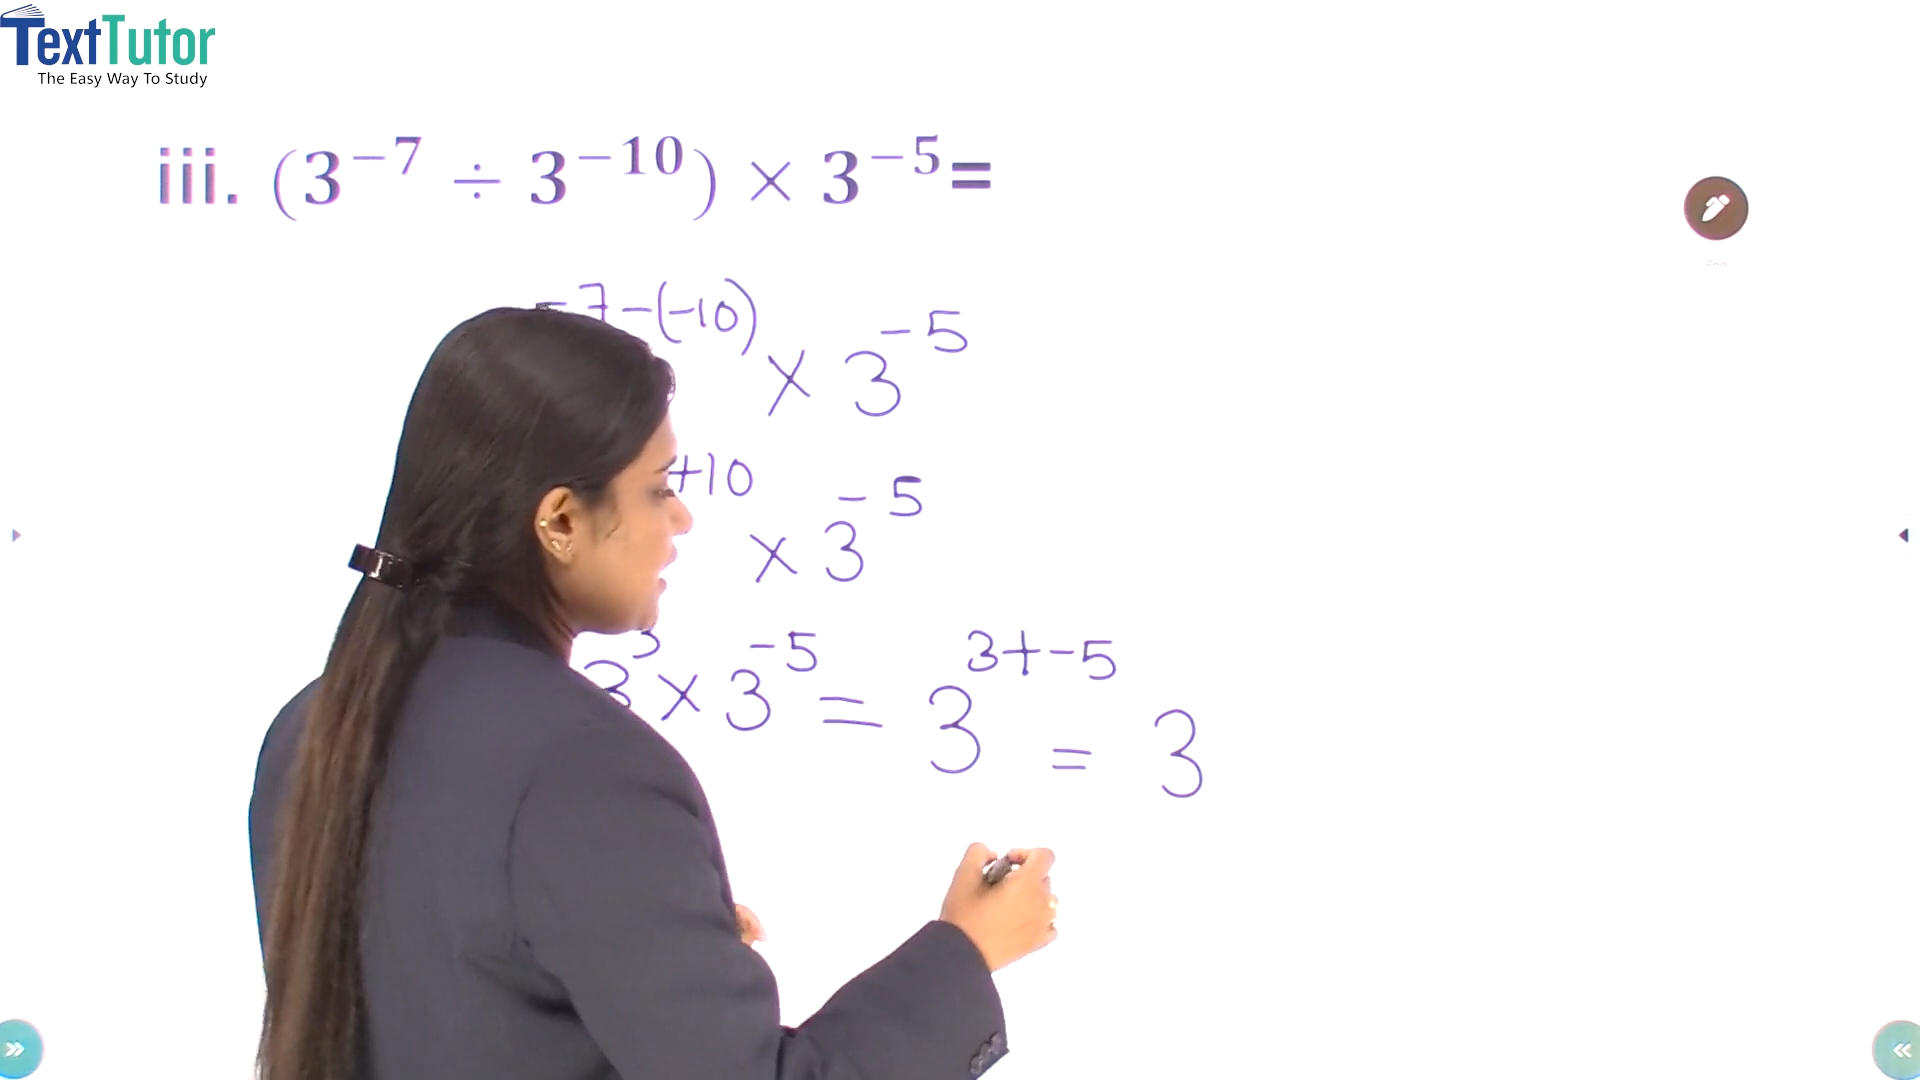 TextTutor
The Easy Way To Study
iii. (3⁻⁷ ÷ 3⁻¹⁰) × 3⁻⁵=
⁻⁷⁻⁽⁻¹⁰⁾ × 3⁻⁵
⁺¹⁰ × 3⁻⁵
3³ × 3⁻⁵ = 3³⁺⁻⁵ = 3